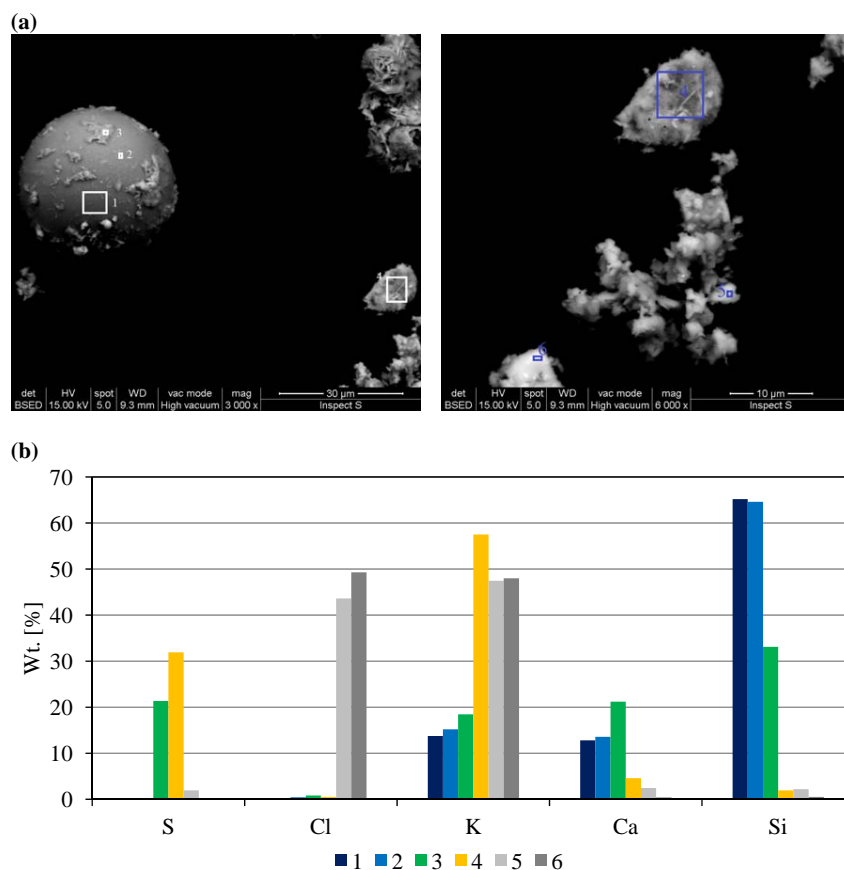 (a)
3
2
1
4
det HV spot WD vac mode mag 30 µm
BSED 15.00 kV 5.0 9.3 mm High vacuum 3 000 x Inspect S
4
5
6
det HV spot WD vac mode mag 10 µm
BSED 15.00 kV 5.0 9.3 mm High vacuum 6 000 x Inspect S
(b)
70
60
50
40
30
20
10
0
Wt. [%]
S Cl K Ca Si
1 2 3 4 5 6